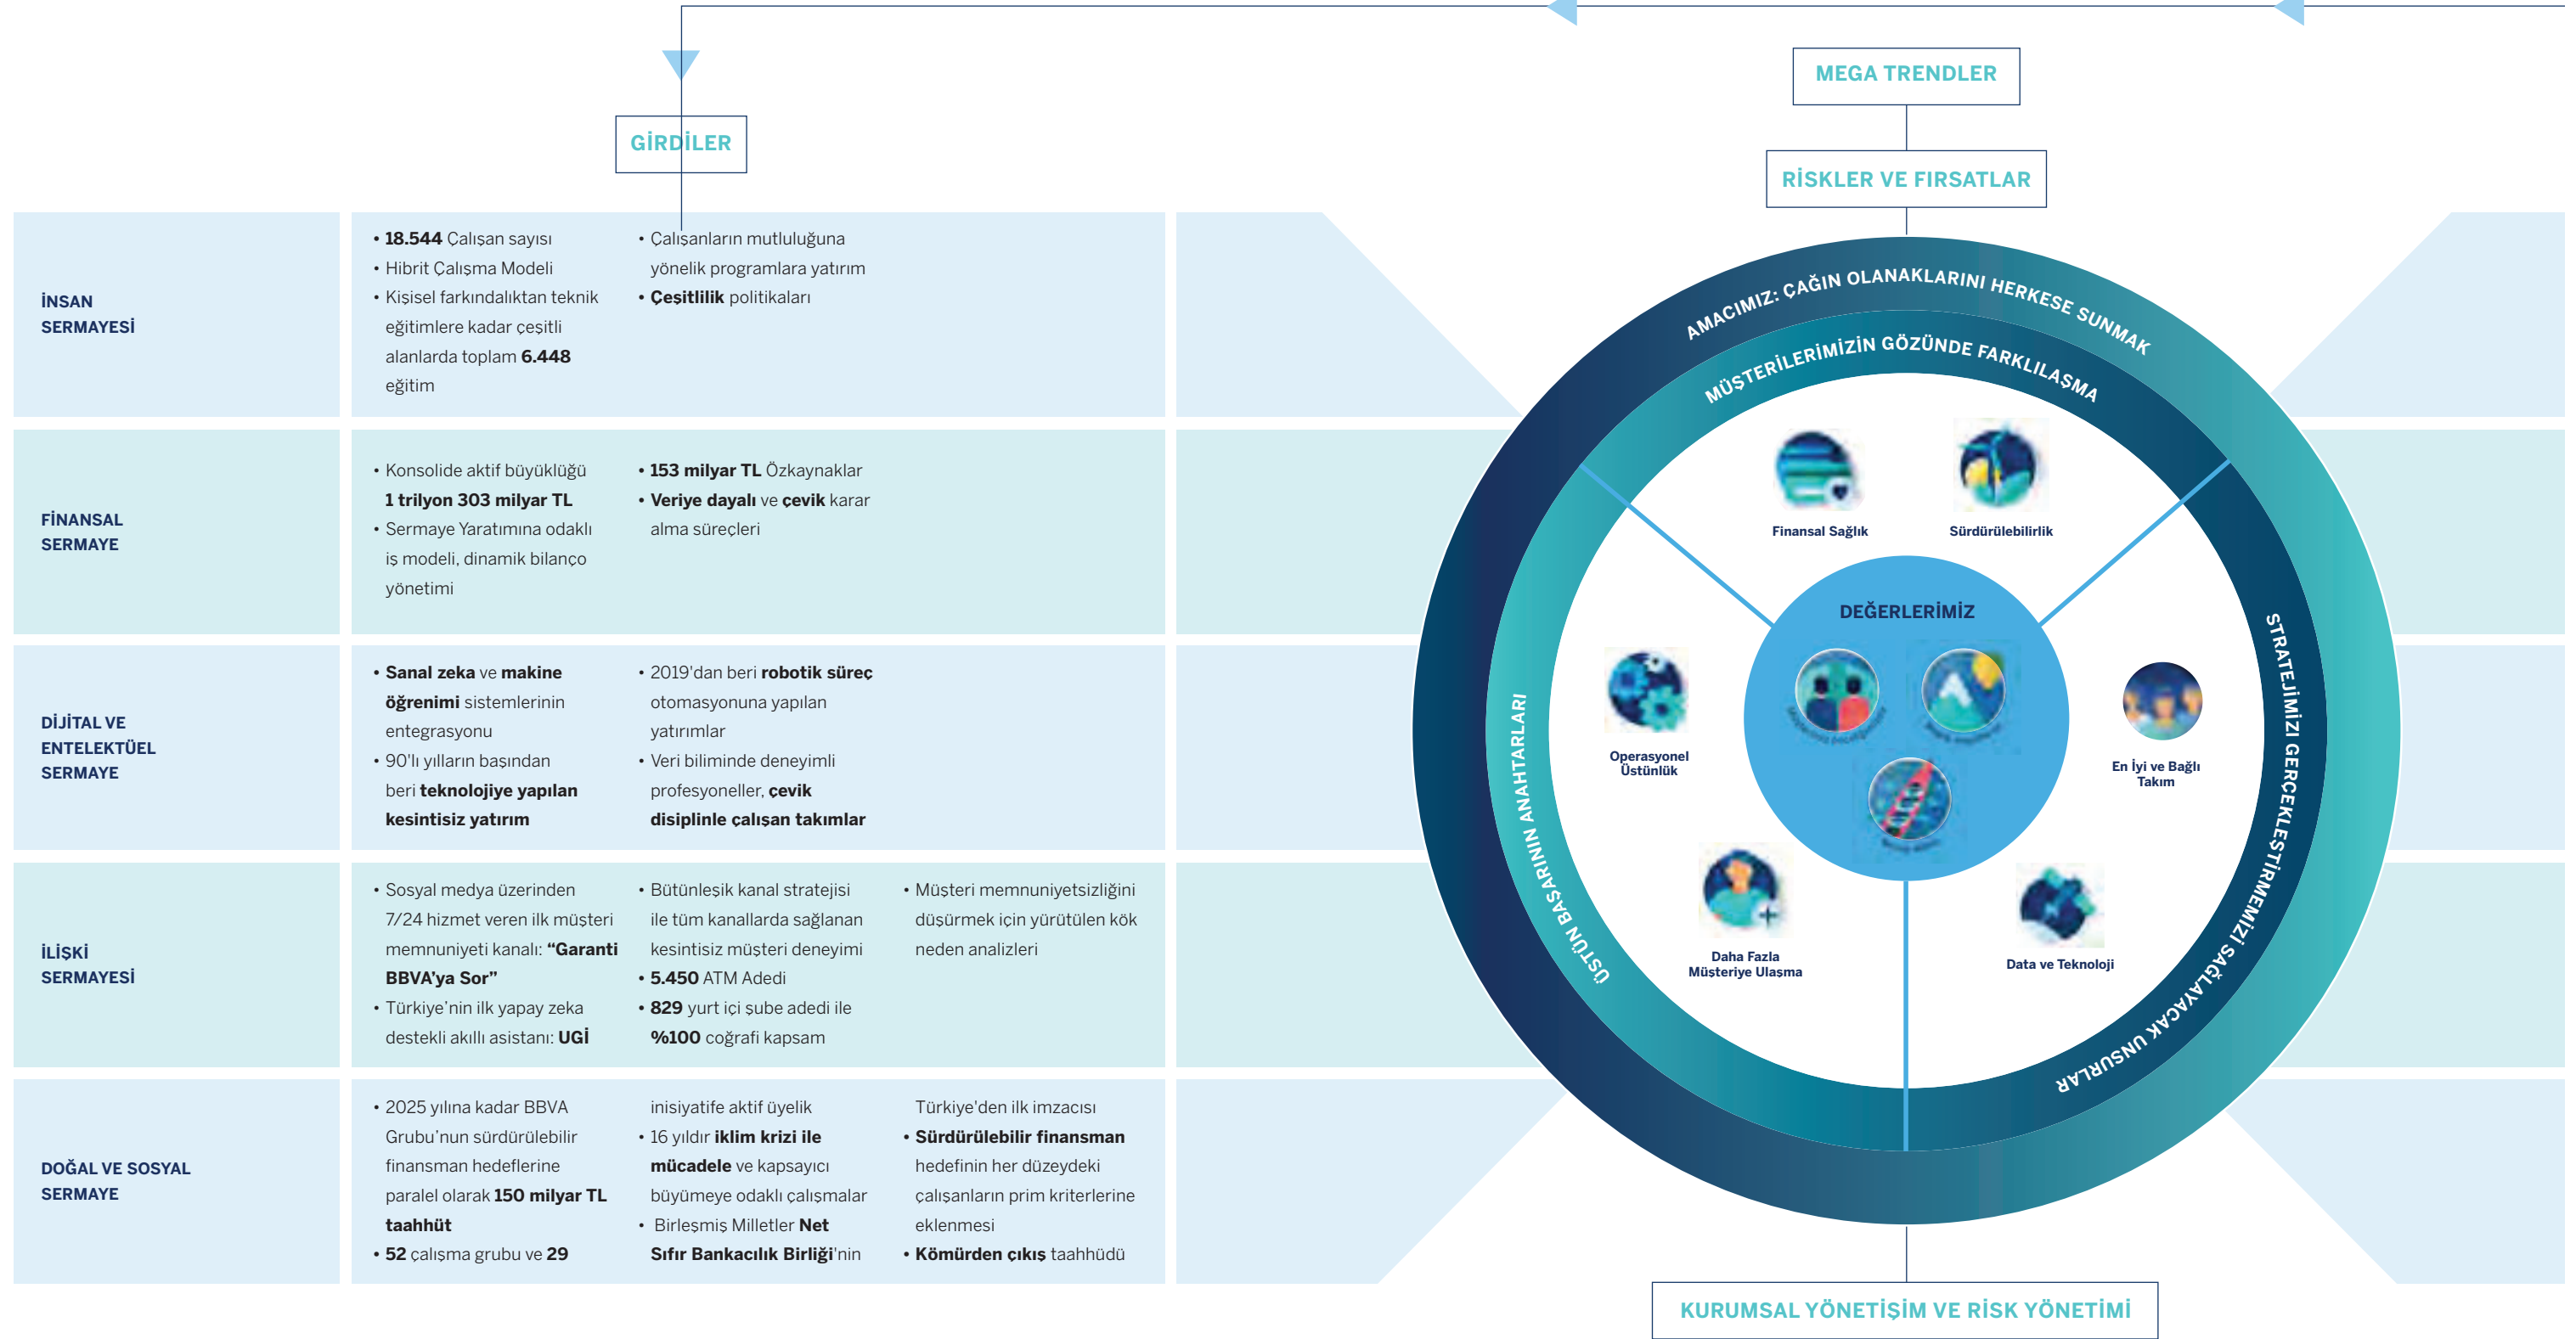 GİRDİLER
MEGA TRENDLER
RİSKLER VE FIRSATLAR
İNSAN
SERMAYESİ
• 18.544 Çalışan sayısı
• Hibrit Çalışma Modeli
• Kişisel farkındalıktan teknik
eğitimlere kadar çeşitli
alanlarda toplam 6.448
eğitim
• Çalışanların mutluluğuna
yönelik programlara yatırım
• Çeşitlilik politikaları
FİNANSAL
SERMAYE
• Konsolide aktif büyüklüğü
1 trilyon 303 milyar TL
• Sermaye Yaratımına odaklı
iş modeli, dinamik bilanço
yönetimi
• 153 milyar TL Özkaynaklar
• Veriye dayalı ve çevik karar
alma süreçleri
DİJİTAL VE
ENTELEKTÜEL
SERMAYE
• Sanal zeka ve makine
öğrenimi sistemlerinin
entegrasyonu
• 90'lı yılların başından
beri teknolojiye yapılan
kesintisiz yatırım
• 2019'dan beri robotik süreç
otomasyonuna yapılan
yatırımlar
• Veri biliminde deneyimli
profesyoneller, çevik
disiplinle çalışan takımlar
İLİŞKİ
SERMAYESİ
• Sosyal medya üzerinden
7/24 hizmet veren ilk müşteri
memnuniyeti kanalı: “Garanti
BBVA’ya Sor”
• Türkiye’nin ilk yapay zeka
destekli akıllı asistanı: UGİ
• Bütünleşik kanal stratejisi
ile tüm kanallarda sağlanan
kesintisiz müşteri deneyimi
• 5.450 ATM Adedi
• 829 yurt içi şube adedi ile
%100 coğrafi kapsam
• Müşteri memnuniyetsizliğini
düşürmek için yürütülen kök
neden analizleri
DOĞAL VE SOSYAL
SERMAYE
• 2025 yılına kadar BBVA
Grubu’nun sürdürülebilir
finansman hedeflerine
paralel olarak 150 milyar TL
taahhüt
• 52 çalışma grubu ve 29
inisiyatife aktif üyelik
• 16 yıldır iklim krizi ile
mücadele ve kapsayıcı
büyümeye odaklı çalışmalar
• Birleşmiş Milletler Net
Sıfır Bankacılık Birliği'nin
Türkiye'den ilk imzacısı
• Sürdürülebilir finansman
hedefinin her düzeydeki
çalışanların prim kriterlerine
eklenmesi
• Kömürden çıkış taahhüdü
AMACIMIZ: ÇAĞIN OLANAKLARINI HERKESE SUNMAK
MÜŞTERİLERİMİZİN GÖZÜNDE FARKLILAŞMA
Finansal Sağlık
Sürdürülebilirlik
DEĞERLERİMİZ
ÜSTÜN BAŞARININ ANAHTARLARI
Operasyonel
Üstünlük
Daha Fazla
Müşteriye Ulaşma
STRATEJİMİZİ GERÇEKLEŞTİRMEMİZİ SAĞLAYACAK UNSURLAR
En İyi ve Bağlı
Takım
Data ve Teknoloji
KURUMSAL YÖNETİŞİM VE RİSK YÖNETİMİ